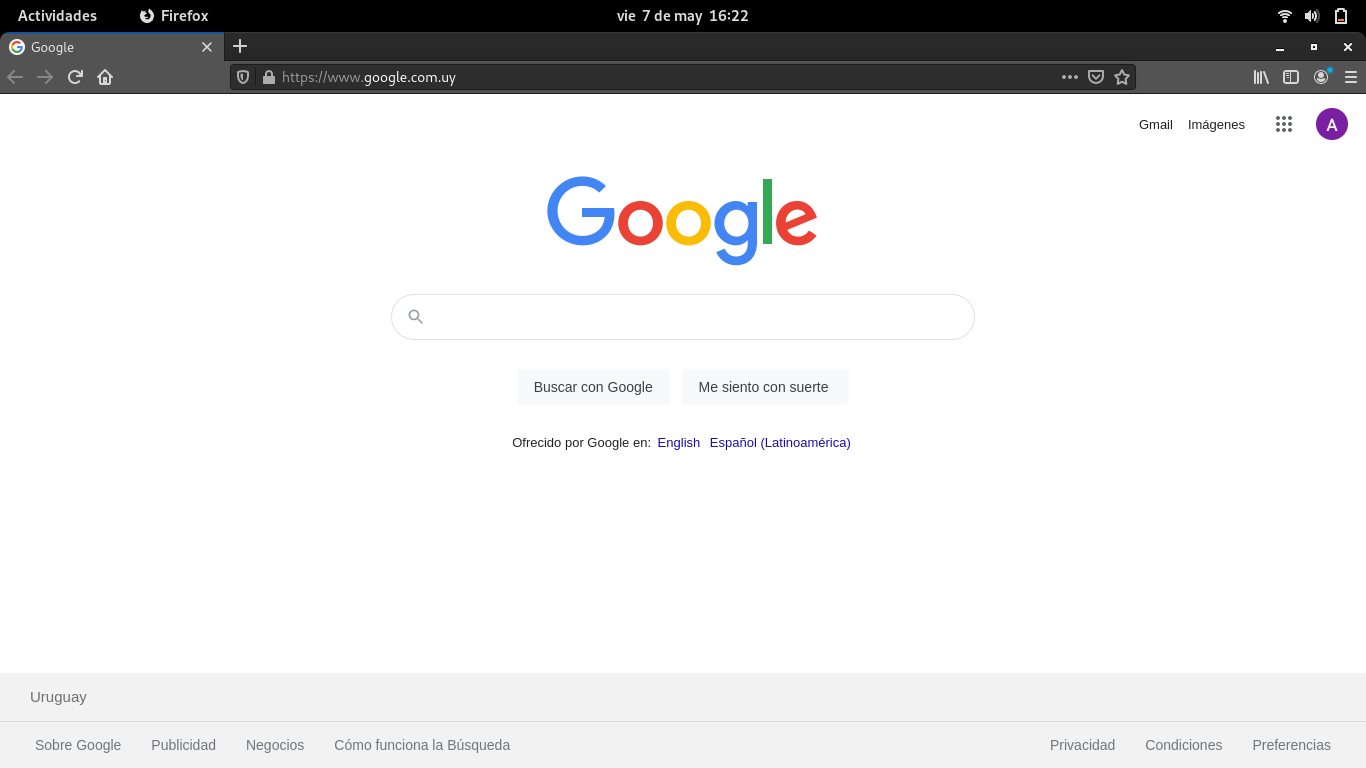 Actividades Firefox vie 7 de may 16:22
Google
https://www.google.com.uy
Gmail Imágenes A
Google
Buscar con Google Me siento con suerte
Ofrecido por Google en: English Español (Latinoamérica)
Uruguay
Sobre Google Publicidad Negocios Cómo funciona la Búsqueda Privacidad Condiciones Preferencias